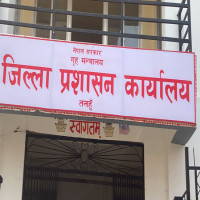 नेपाल सरकार
गृह मन्त्रालय
जिल्ला प्रशासन कार्यालय
तनहुँ
स्वागतम्